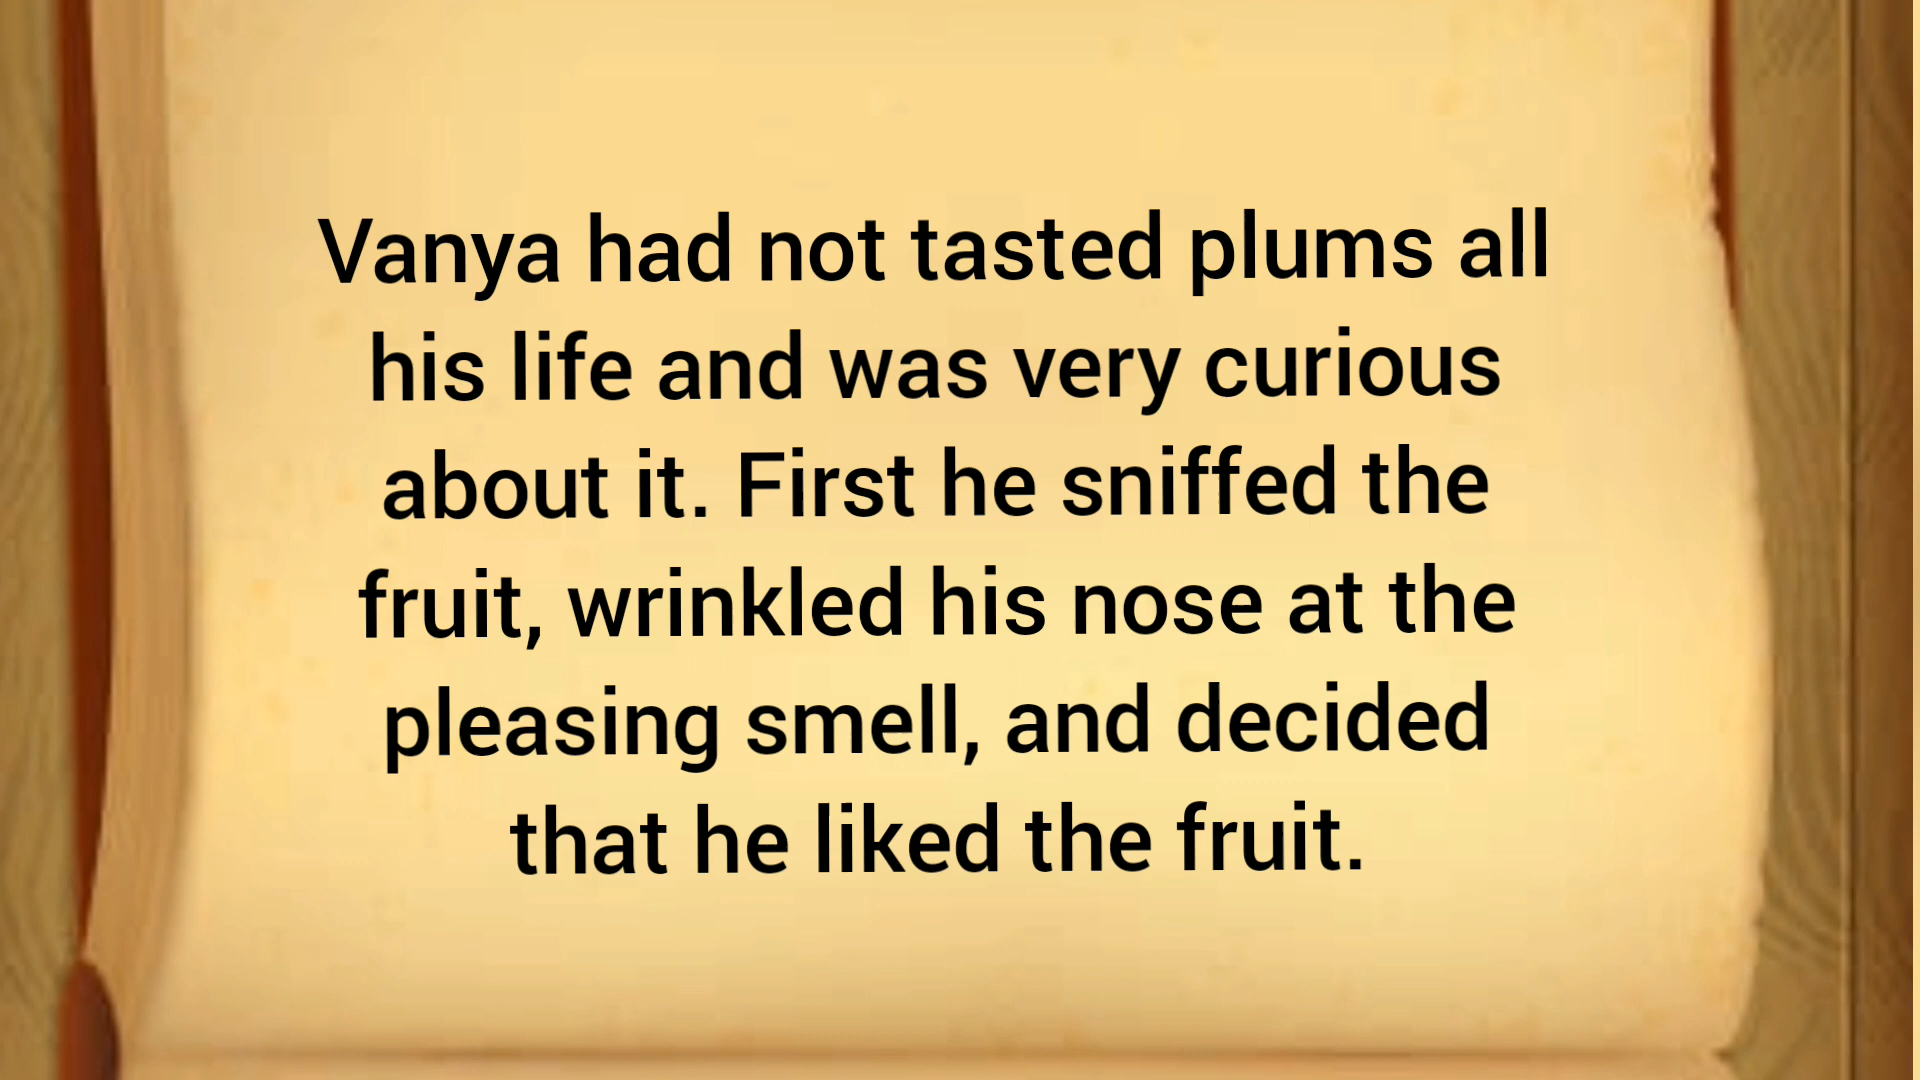 Vanya had not tasted plums all
his life and was very curious
about it. First he sniffed the
fruit, wrinkled his nose at the
pleasing smell, and decided
that he liked the fruit.